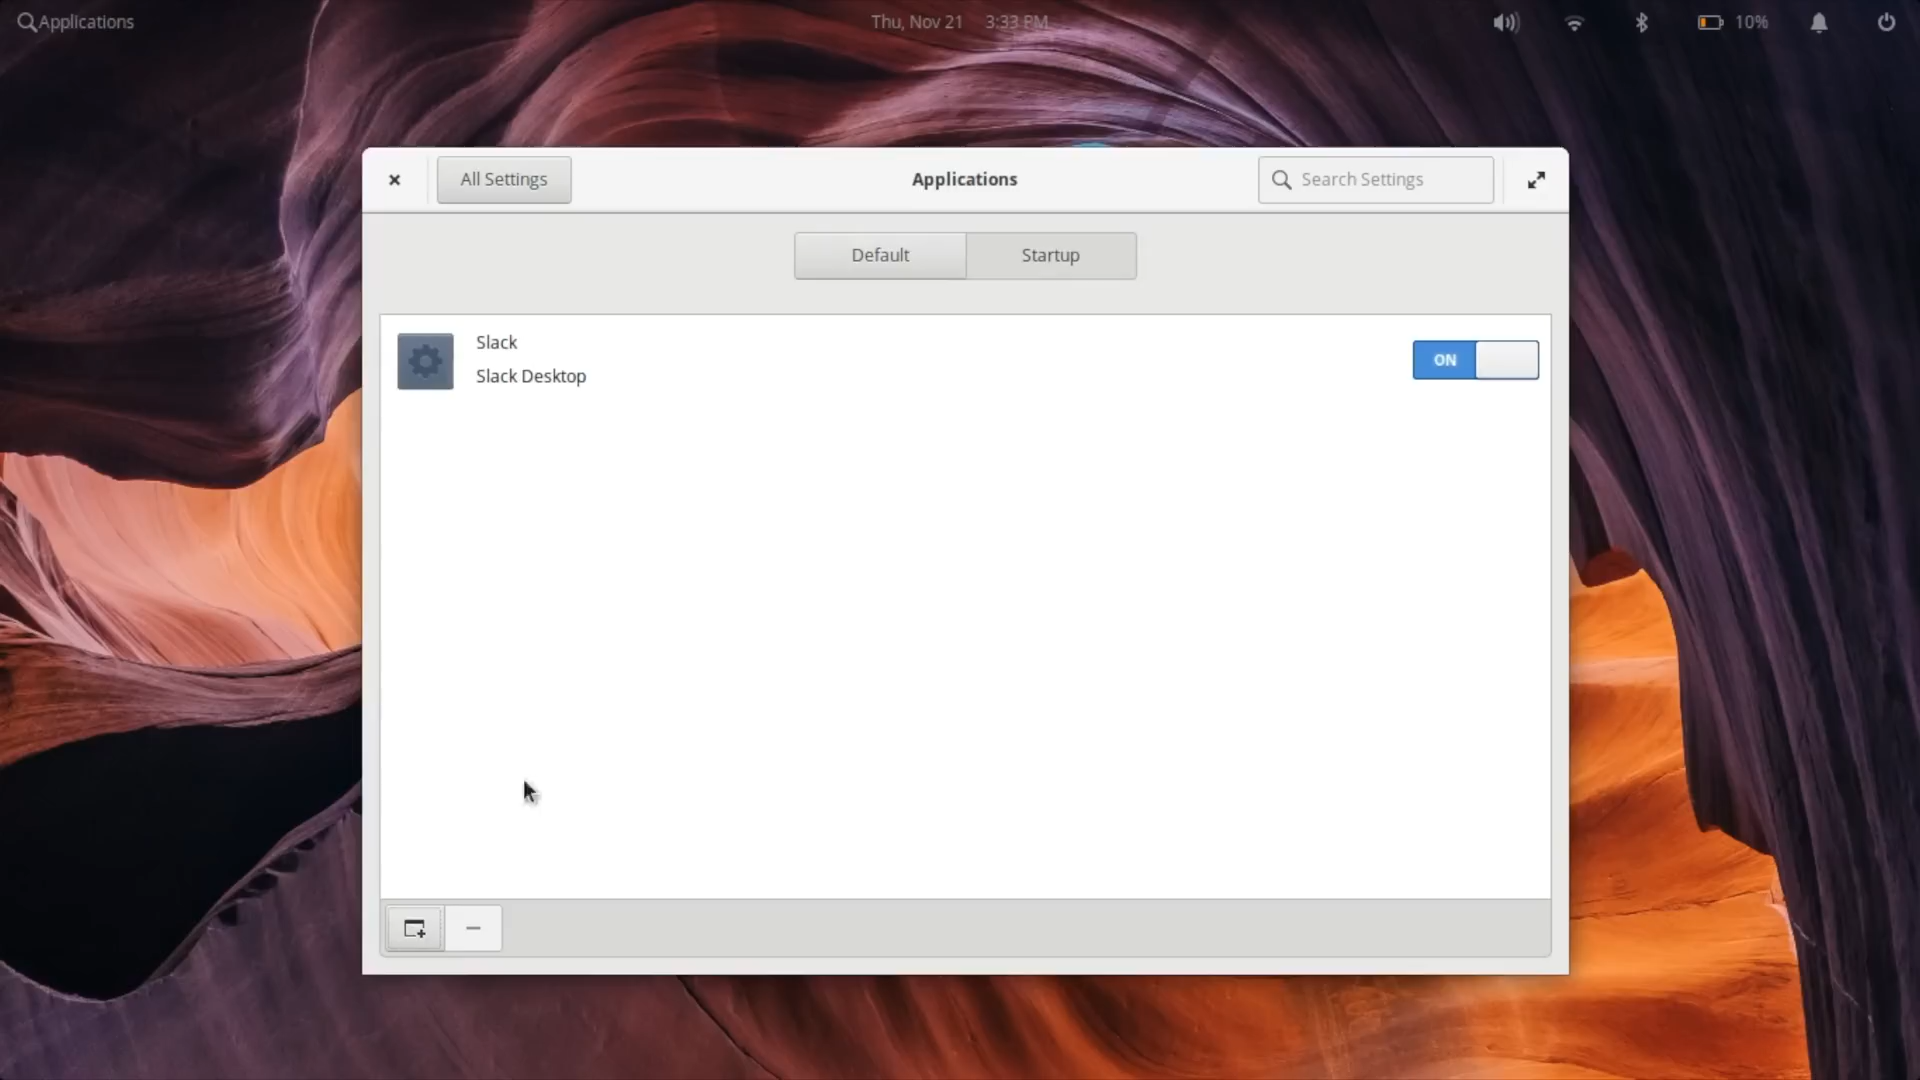 Applications
Thu, Nov 21 3:33 PM
10%
All Settings
Applications
Search Settings
Default
Startup
Slack
Slack Desktop
ON